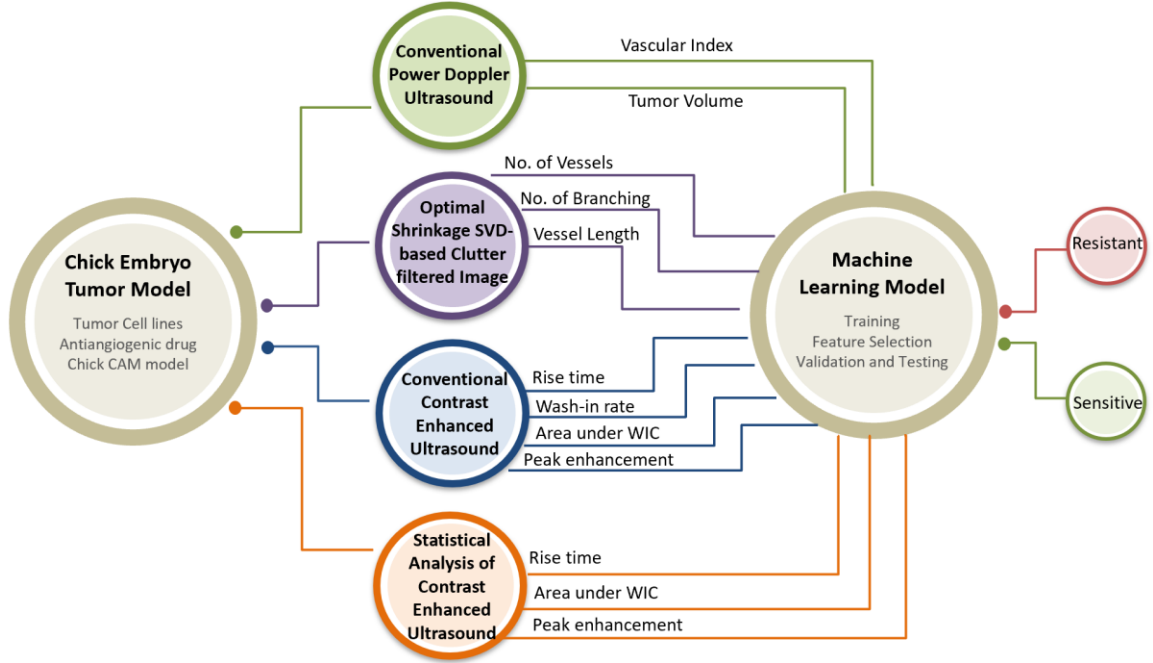 Conventional
Power Doppler
Ultrasound
Vascular Index
Tumor Volume
Optimal
Shrinkage SVD-
based Clutter
filtered Image
No. of Vessels
No. of Branching
Vessel Length
Chick Embryo
Tumor Model
Tumor Cell lines
Antiangiogenic drug
Chick CAM model
Machine
Learning Model
Training
Feature Selection
Validation and Testing
Resistant
Sensitive
Conventional
Contrast
Enhanced
Ultrasound
Rise time
Wash-in rate
Area under WIC
Peak enhancement
Statistical
Analysis of
Contrast
Enhanced
Ultrasound
Rise time
Area under WIC
Peak enhancement